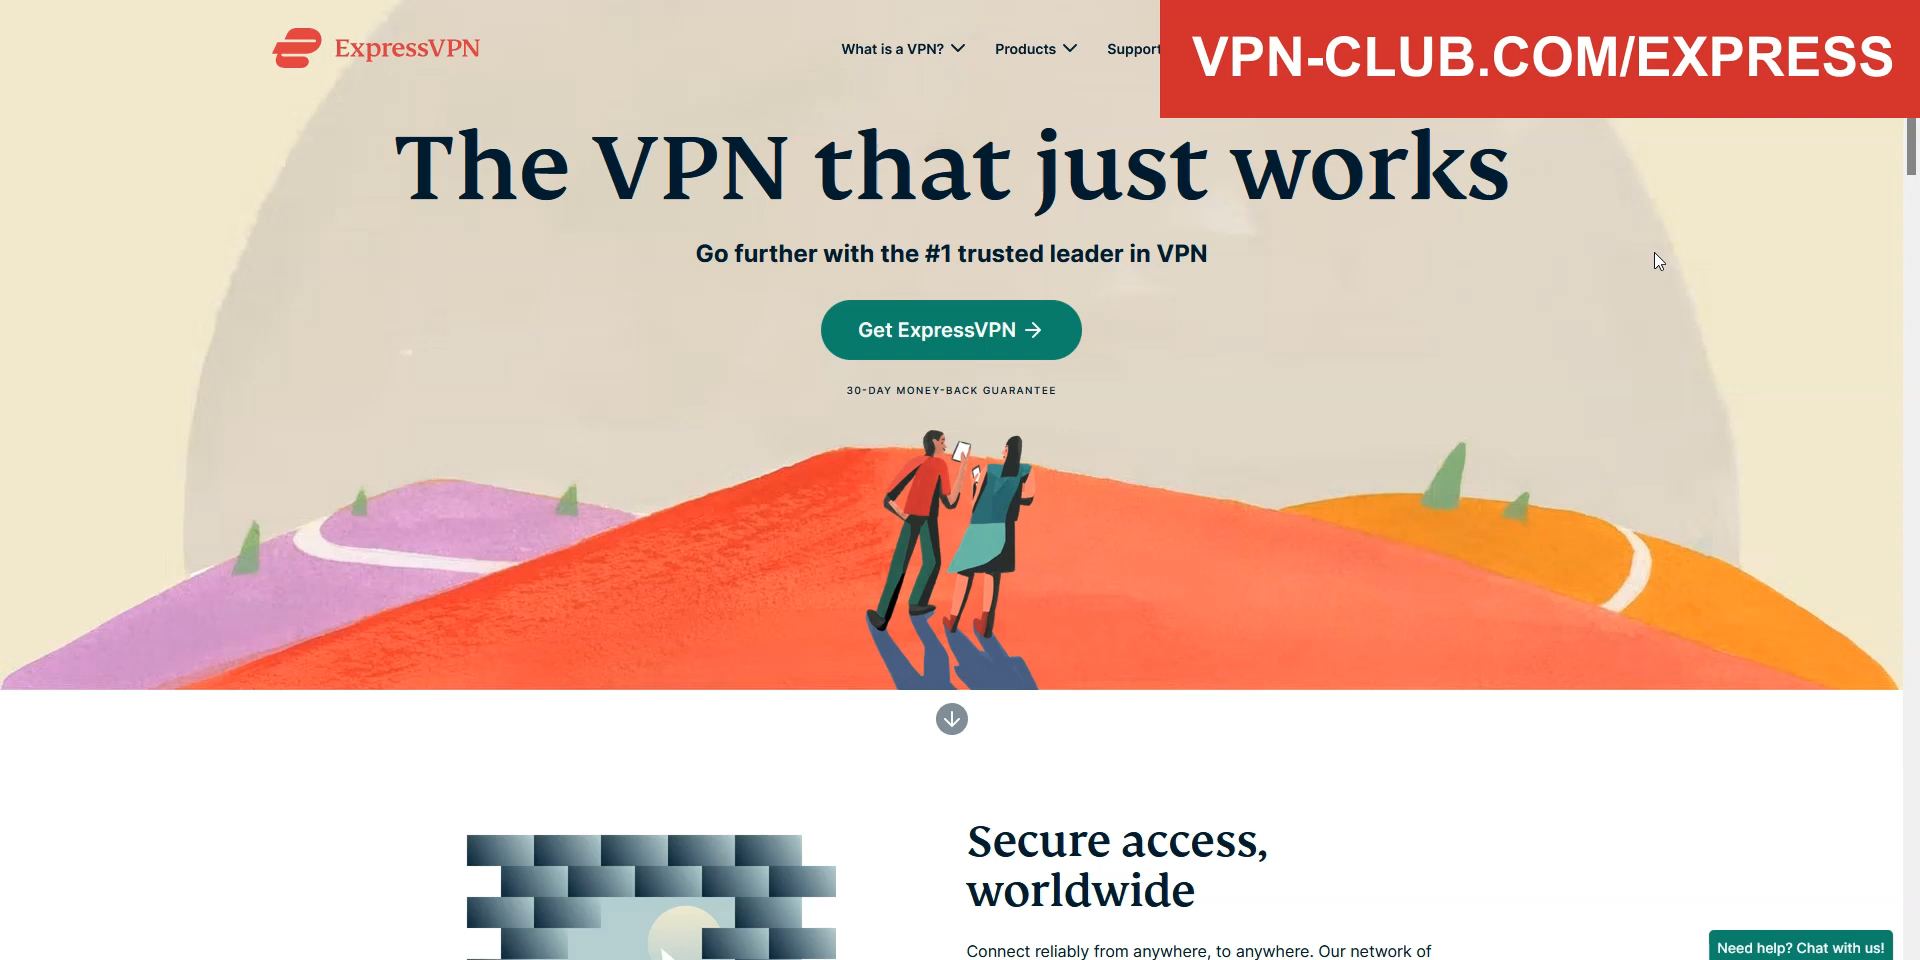 ExpressVPN
What is a VPN?
Products
Support
VPN-CLUB.COM/EXPRESS
The VPN that just works
Go further with the #1 trusted leader in VPN
Get ExpressVPN
30-DAY MONEY-BACK GUARANTEE
Secure access,
worldwide
Connect reliably from anywhere, to anywhere. Our network of
Need help? Chat with us!